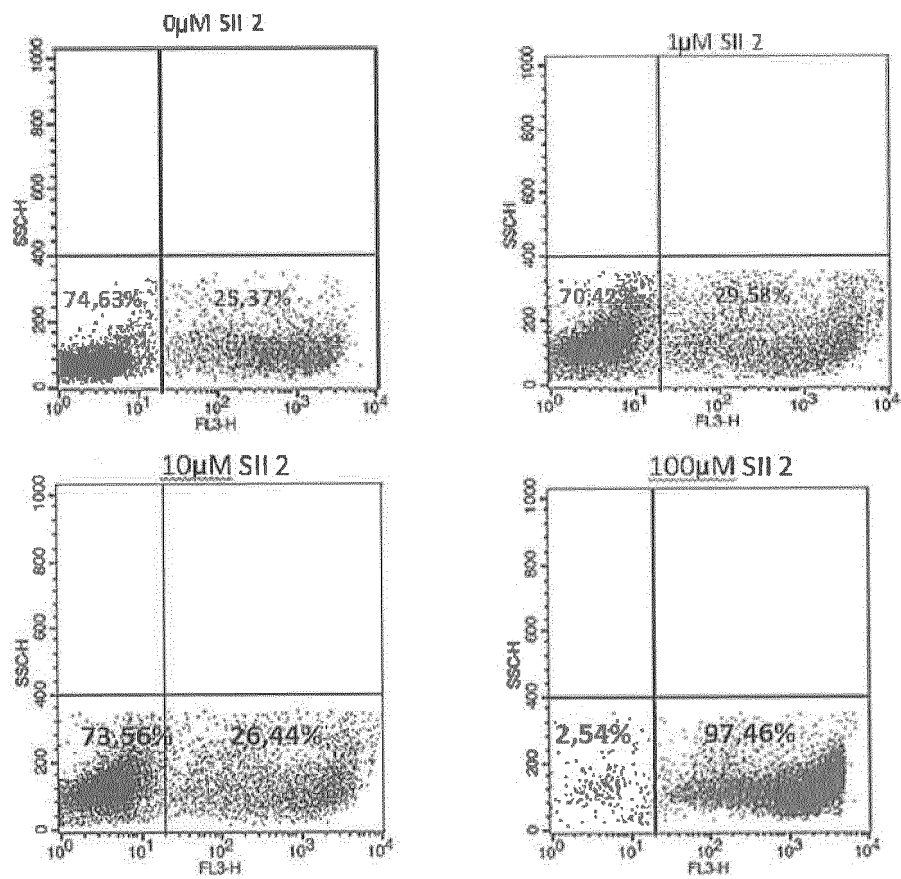 0µM SII 2
1000
800
600
400
200
0
SSC-H
74,63%
25,37%
10⁰ 10¹ 10² 10³ 10⁴
FL3-H
1µM SII 2
1000
800
600
400
200
0
SSC-H
70,42%
29,58%
10⁰ 10¹ 10² 10³ 10⁴
FL3-H
10µM SII 2
1000
800
600
400
200
0
SSC-H
73,56%
26,44%
10⁰ 10¹ 10² 10³ 10⁴
FL3-H
100µM SII 2
1000
800
600
400
200
0
SSC-H
2,54%
97,46%
10⁰ 10¹ 10² 10³ 10⁴
FL3-H